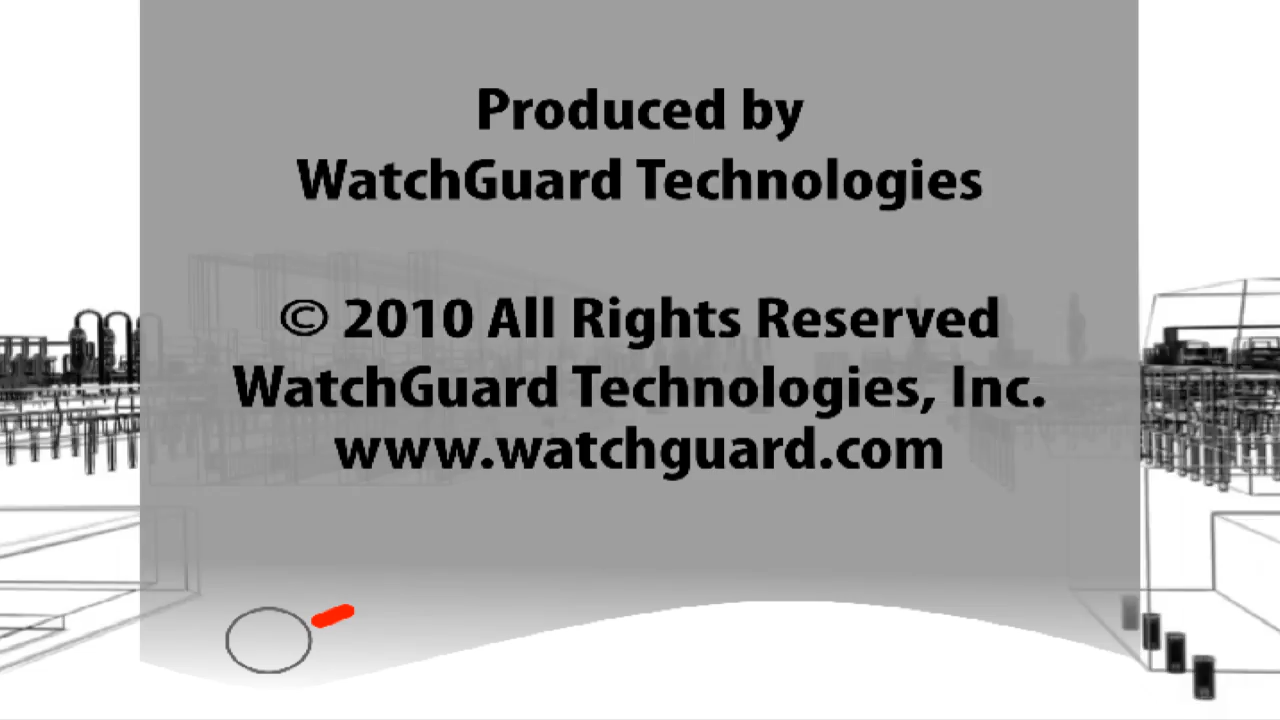 Produced by
WatchGuard Technologies
© 2010 All Rights Reserved
WatchGuard Technologies, Inc.
www.watchguard.com